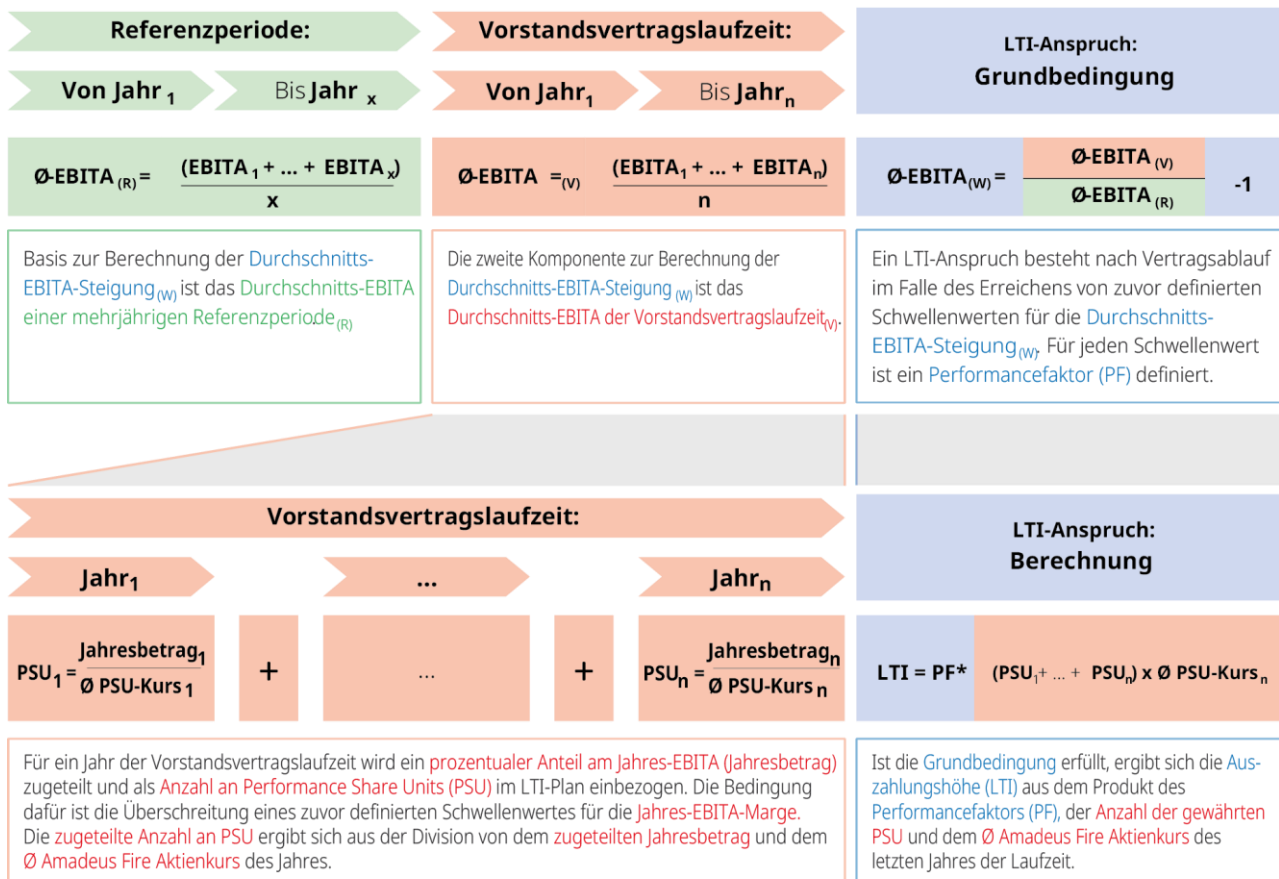 Referenzperiode:
Von Jahr 1
Bis Jahr x
Ø-EBITA (R) = (EBITA 1 + ... + EBITA x)
x
Basis zur Berechnung der Durchschnitts-
EBITA-Steigung (W) ist das Durchschnitts-EBITA
einer mehrjährigen Referenzperiode (R).
Vorstandsvertragslaufzeit:
Von Jahr1
Bis Jahrn
Ø-EBITA =(V) (EBITA1 + ... + EBITAn)
n
Die zweite Komponente zur Berechnung der
Durchschnitts-EBITA-Steigung (W) ist das
Durchschnitts-EBITA der Vorstandsvertragslaufzeit(V).
LTI-Anspruch:
Grundbedingung
Ø-EBITA(W) = Ø-EBITA (V) -1
Ø-EBITA (R)
Ein LTI-Anspruch besteht nach Vertragsablauf
im Falle des Erreichens von zuvor definierten
Schwellenwerten für die Durchschnitts-
EBITA-Steigung(W). Für jeden Schwellenwert
ist ein Performancefaktor (PF) definiert.
Vorstandsvertragslaufzeit:
Jahr1
...
Jahrn
PSU1 = Jahresbetrag1 + ... + PSUn = Jahresbetragn
Ø PSU-Kurs 1 Ø PSU-Kurs n
Für ein Jahr der Vorstandsvertragslaufzeit wird ein prozentualer Anteil am Jahres-EBITA (Jahresbetrag)
zugeteilt und als Anzahl an Performance Share Units (PSU) im LTI-Plan einbezogen. Die Bedingung
dafür ist die Überschreitung eines zuvor definierten Schwellenwertes für die Jahres-EBITA-Marge.
Die zugeteilte Anzahl an PSU ergibt sich aus der Division von dem zugeteilten Jahresbetrag und dem
Ø Amadeus Fire Aktienkurs des Jahres.
LTI-Anspruch:
Berechnung
LTI = PF* (PSU1+ ... + PSUn) x Ø PSU-Kursn
Ist die Grundbedingung erfüllt, ergibt sich die Aus-
zahlungshöhe (LTI) aus dem Produkt des
Performancefaktors (PF), der Anzahl der gewährten
PSU und dem Ø Amadeus Fire Aktienkurs des
letzten Jahres der Laufzeit.